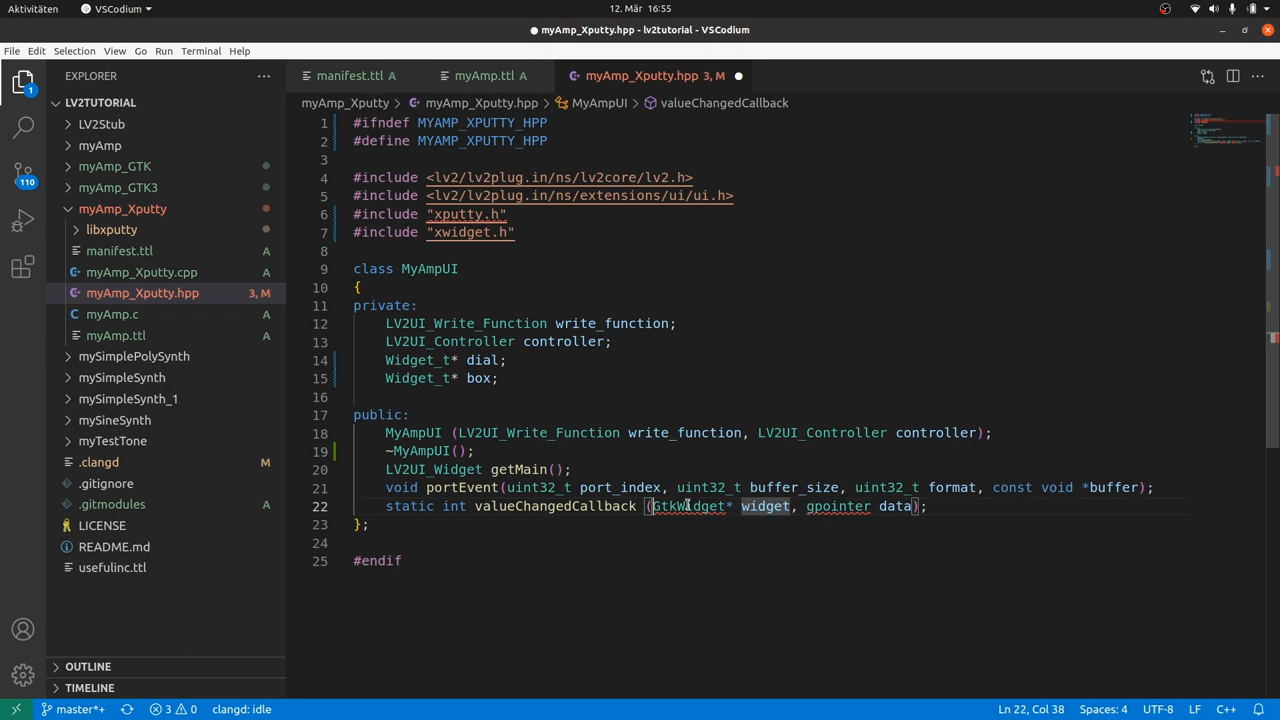 Aktivitäten
VSCodium
12. Mär 16:55
myAmp_Xputty.hpp - lv2tutorial - VSCodium
File Edit Selection View Go Run Terminal Help
EXPLORER
LV2TUTORIAL
LV2Stub
myAmp
myAmp_GTK
myAmp_GTK3
myAmp_Xputty
libxputty
manifest.ttl A
myAmp_Xputty.cpp A
myAmp_Xputty.hpp 3, M
myAmp.c A
myAmp.ttl A
mySimplePolySynth
mySimpleSynth
mySimpleSynth_1
mySineSynth
myTestTone
.clangd M
.gitignore
.gitmodules A
LICENSE
README.md
usefulinc.ttl
OUTLINE
TIMELINE
1
110
manifest.ttl A
myAmp.ttl A
myAmp_Xputty.hpp 3, M
myAmp_Xputty > myAmp_Xputty.hpp > MyAmpUI > valueChangedCallback
1 #ifndef MYAMP_XPUTTY_HPP
2 #define MYAMP_XPUTTY_HPP
3
4 #include <lv2/lv2plug.in/ns/lv2core/lv2.h>
5 #include <lv2/lv2plug.in/ns/extensions/ui/ui.h>
6 #include "xputty.h"
7 #include "xwidget.h"
8
9 class MyAmpUI
10 {
11 private:
12 LV2UI_Write_Function write_function;
13 LV2UI_Controller controller;
14 Widget_t* dial;
15 Widget_t* box;
16
17 public:
18 MyAmpUI (LV2UI_Write_Function write_function, LV2UI_Controller controller);
19 ~MyAmpUI();
20 LV2UI_Widget getMain();
21 void portEvent(uint32_t port_index, uint32_t buffer_size, uint32_t format, const void *buffer);
22 static int valueChangedCallback (GtkWidget* widget, gpointer data);
23 };
24
25 #endif
master*+
3 0
clangd: idle
Ln 22, Col 38
Spaces: 4
UTF-8
LF
C++